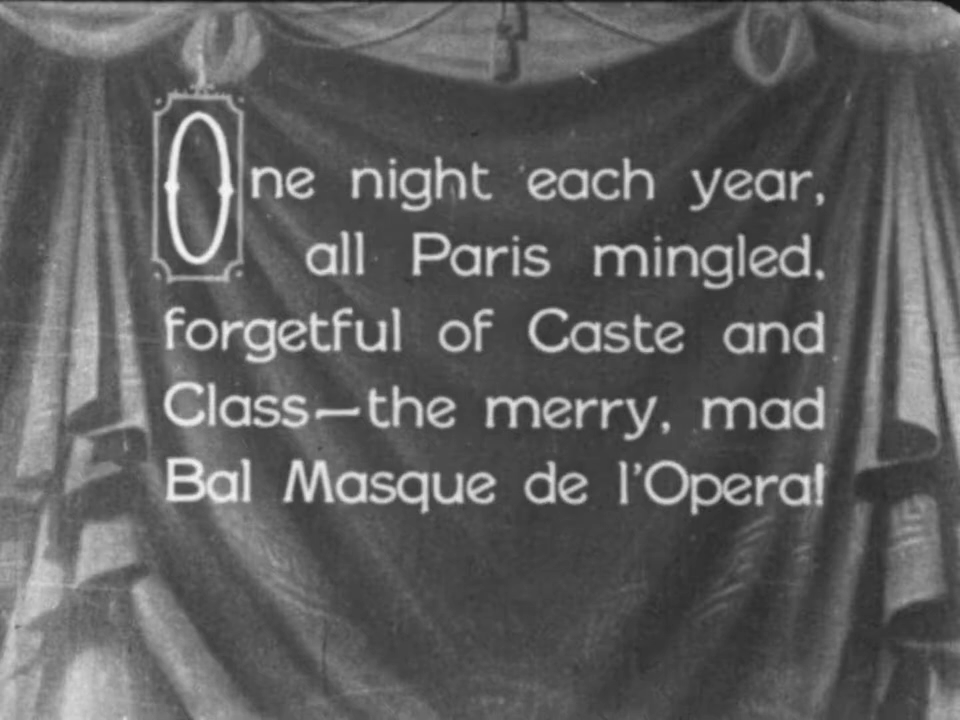 One night each year,
all Paris mingled,
forgetful of Caste and
Class—the merry, mad
Bal Masque de l'Opera!